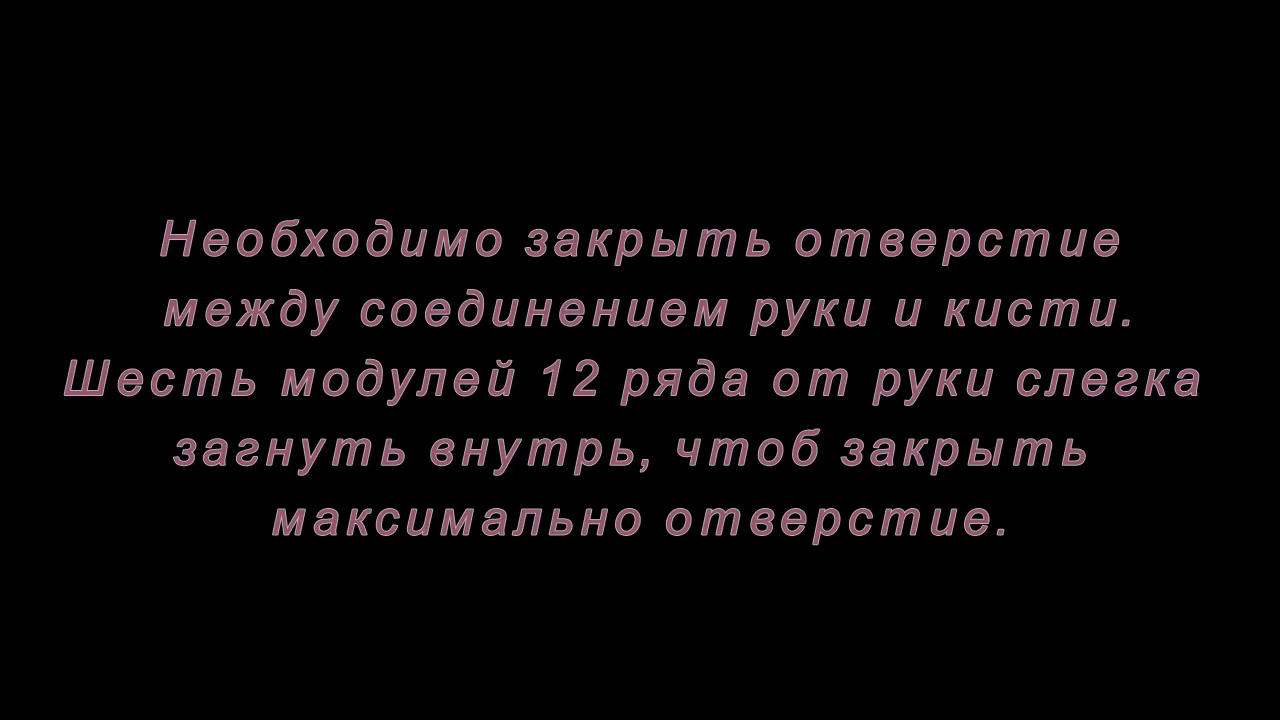 Необходимо закрыть отверстие
между соединением руки и кисти.
Шесть модулей 12 ряда от руки слегка
загнуть внутрь, чтоб закрыть
максимально отверстие.